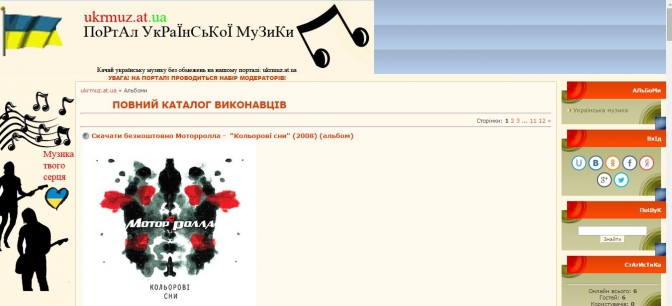 ukrmuz.at.ua
ПоРтАл УкРаЇнСьКоЇ МуЗиКи
Качай українську музику без обмежень на нашому порталі: ukrmuz.at.ua
УВАГА! НА ПОРТАЛІ ПРОВОДИТЬСЯ НАБІР МОДЕРАТОРІВ!
ukrmuz.at.ua » Альбоми
ПОВНИЙ КАТАЛОГ ВИКОНАВЦІВ
Сторінки: 1 2 3 ... 11 12 »
Скачати безкоштовно Моторролла - "Кольорові сни" (2008) (альбом)
МОТОР'РОЛЛА
КОЛЬОРОВІ
СНИ
Музика
твого
серця
АЛьБоМи
Українська музика
ВхІд
ПоШуК
Знайти
СтАтИсТиКа
Онлайн всього: 6
Гостей: 6
Користувачів: 0